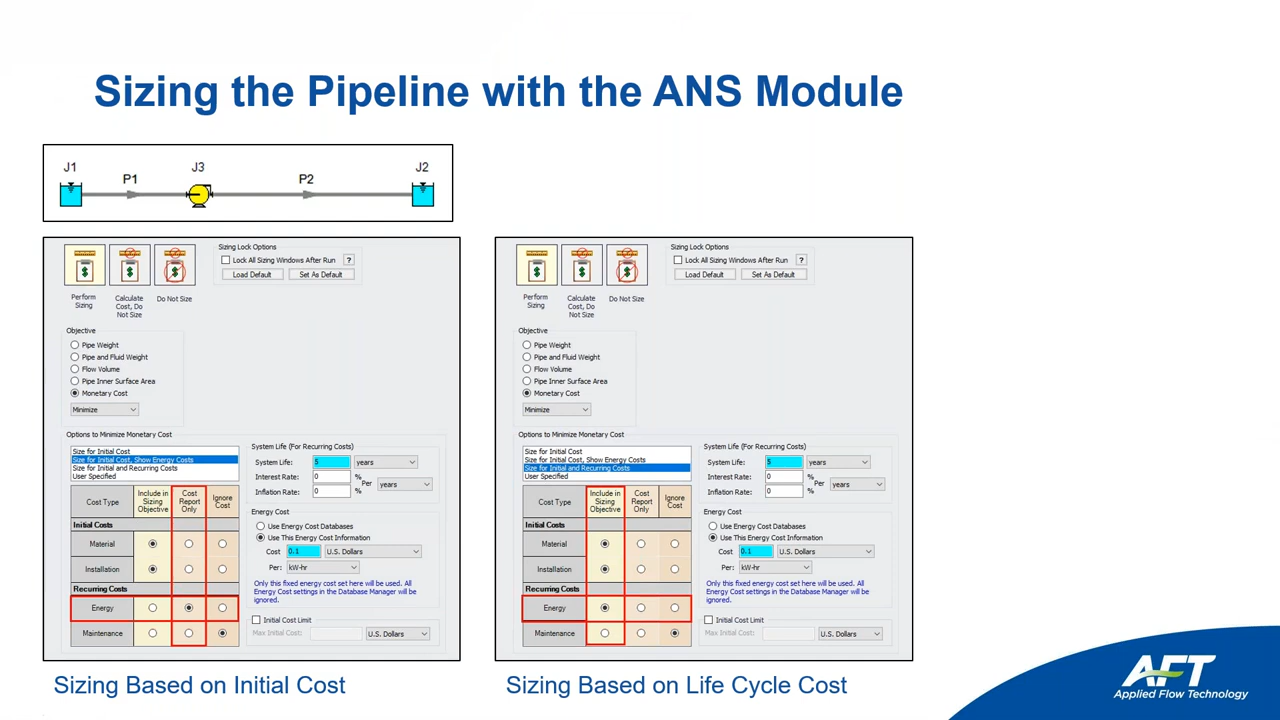 Sizing the Pipeline with the ANS Module
J1
J3
J2
P1
P2
Perform
Sizing
Calculate
Cost, Do
Not Size
Do Not Size
Sizing Lock Options
Lock All Sizing Windows After Run ?
Load Default Set As Default
Objective
Pipe Weight
Pipe and Fluid Weight
Flow Volume
Pipe Inner Surface Area
Monetary Cost
Minimize
Options to Minimize Monetary Cost
Size for Initial Cost
Size for Initial Cost, Show Energy Costs
Size for Initial and Recurring Costs
User Specified
Cost Type
Include in
Sizing
Objective
Cost
Report
Only
Ignore
Cost
Initial Costs
Material
Installation
Recurring Costs
Energy
Maintenance
System Life (For Recurring Costs)
System Life: 5 years
Interest Rate: 0 %
Per years
Inflation Rate: 0 %
Energy Cost
Use Energy Cost Databases
Use This Energy Cost Information
Cost 0.1 U.S. Dollars
Per: kW-hr
Only this fixed energy cost set here will be used. All
Energy Cost settings in the Database Manager will be
ignored.
Initial Cost Limit
Max Initial Cost: U.S. Dollars
Sizing Based on Initial Cost
Perform
Sizing
Calculate
Cost, Do
Not Size
Do Not Size
Sizing Lock Options
Lock All Sizing Windows After Run ?
Load Default Set As Default
Objective
Pipe Weight
Pipe and Fluid Weight
Flow Volume
Pipe Inner Surface Area
Monetary Cost
Minimize
Options to Minimize Monetary Cost
Size for Initial Cost
Size for Initial Cost, Show Energy Costs
Size for Initial and Recurring Costs
User Specified
Cost Type
Include in
Sizing
Objective
Cost
Report
Only
Ignore
Cost
Initial Costs
Material
Installation
Recurring Costs
Energy
Maintenance
System Life (For Recurring Costs)
System Life: 5 years
Interest Rate: 0 %
Per years
Inflation Rate: 0 %
Energy Cost
Use Energy Cost Databases
Use This Energy Cost Information
Cost 0.1 U.S. Dollars
Per: kW-hr
Only this fixed energy cost set here will be used. All
Energy Cost settings in the Database Manager will be
ignored.
Initial Cost Limit
Max Initial Cost: U.S. Dollars
Sizing Based on Life Cycle Cost
AFT
Applied Flow Technology